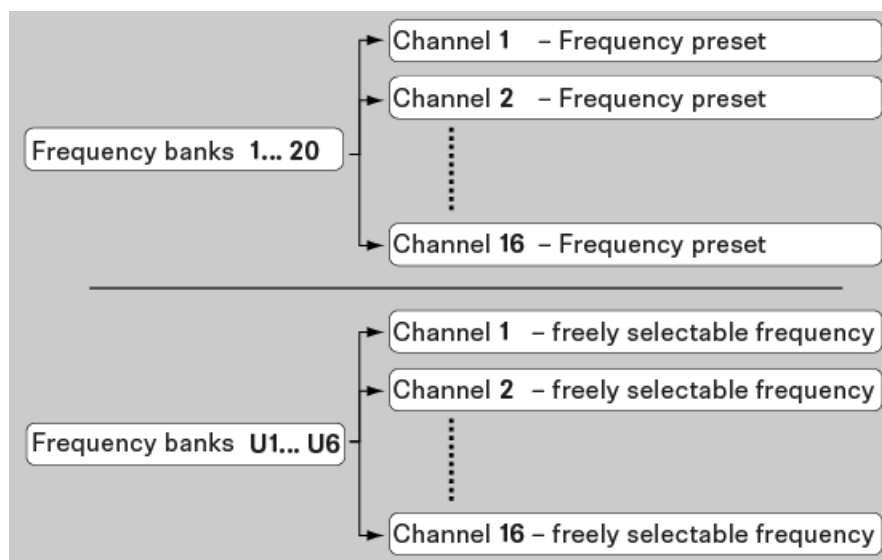 Channel 1 – Frequency preset
Channel 2 – Frequency preset
Frequency banks 1... 20
Channel 16 – Frequency preset
Channel 1 – freely selectable frequency
Channel 2 – freely selectable frequency
Frequency banks U1... U6
Channel 16 – freely selectable frequency